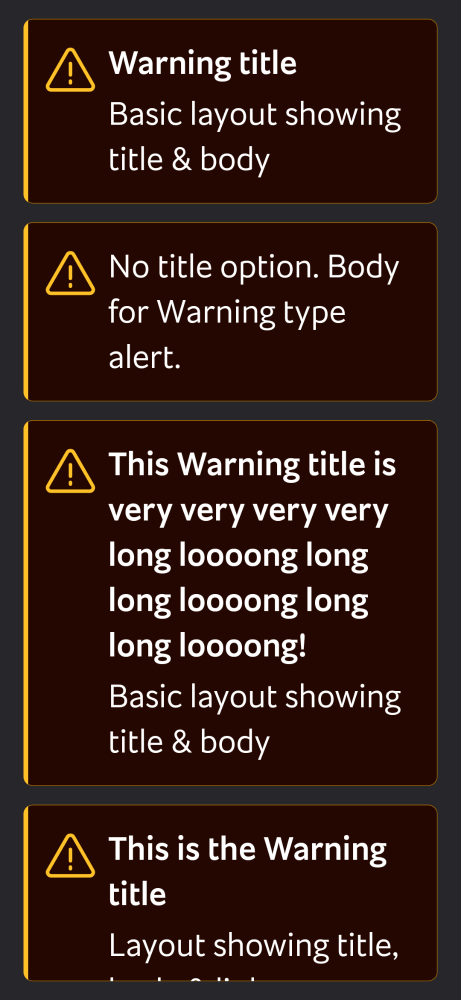 Warning title
Basic layout showing
title & body
No title option. Body
for Warning type
alert.
This Warning title is
very very very very
long loooong long
long loooong long
long loooong!
Basic layout showing
title & body
This is the Warning
title
Layout showing title,